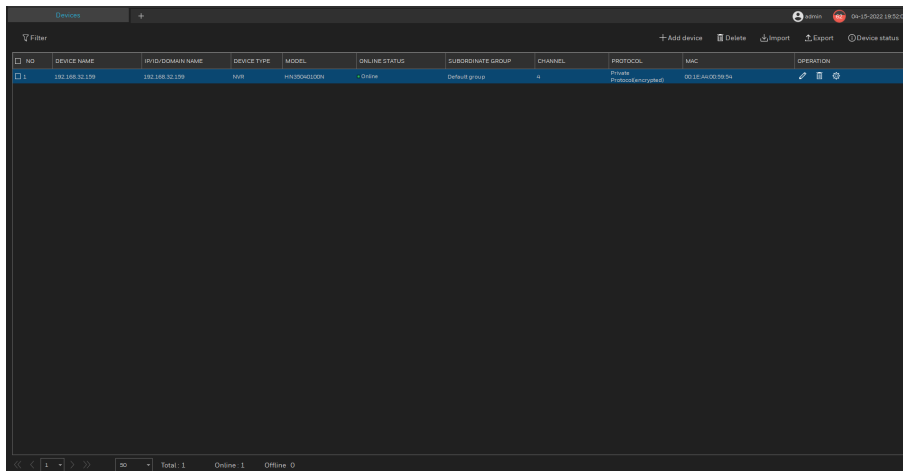 Devices +
admin 04-15-2022 19:52:0
Filter + Add device Delete Import Export Device status
NO DEVICE NAME IP/ID/DOMAIN NAME DEVICE TYPE MODEL ONLINE STATUS SUBORDINATE GROUP CHANNEL PROTOCOL MAC OPERATION
1 192.168.32.159 192.168.32.159 NVR HN35040100N • Online Default group 4 Private Protocol(encrypted) 00:1E:A4:00:59:54
1 50 Total : 1 Online : 1 Offline : 0